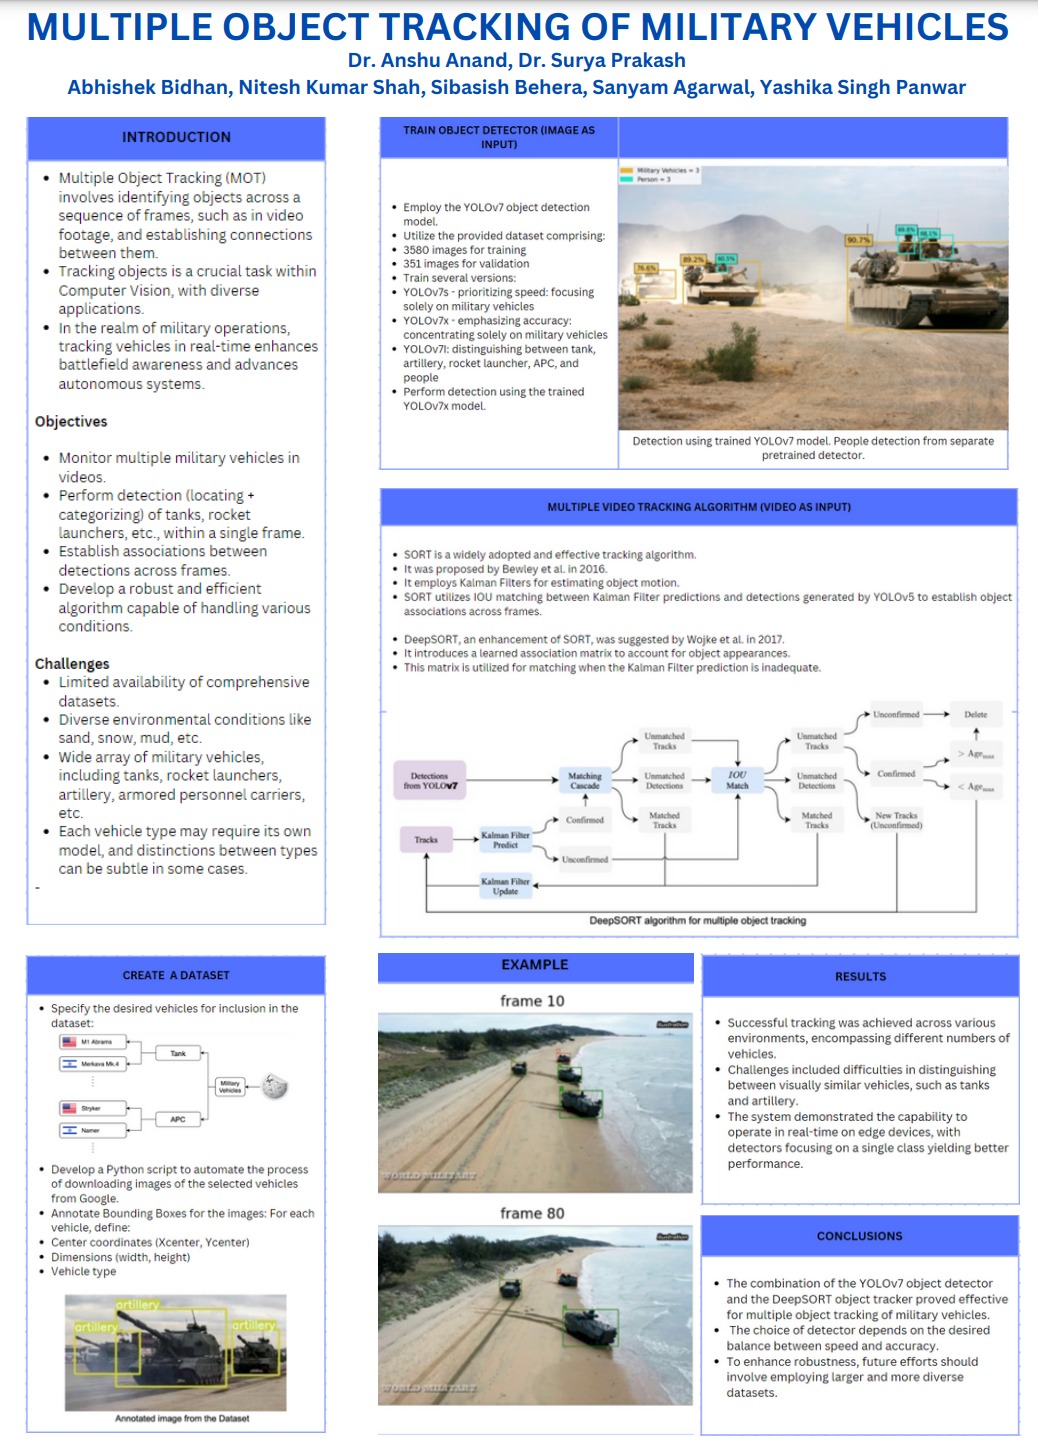 MULTIPLE OBJECT TRACKING OF MILITARY VEHICLES
Dr. Anshu Anand, Dr. Surya Prakash
Abhishek Bidhan, Nitesh Kumar Shah, Sibasish Behera, Sanyam Agarwal, Yashika Singh Panwar
INTRODUCTION
• Multiple Object Tracking (MOT)
involves identifying objects across a
sequence of frames, such as in video
footage, and establishing connections
between them.
• Tracking objects is a crucial task within
Computer Vision, with diverse
applications.
• In the realm of military operations,
tracking vehicles in real-time enhances
battlefield awareness and advances
autonomous systems.
Objectives
• Monitor multiple military vehicles in
videos.
• Perform detection (locating +
categorizing) of tanks, rocket
launchers, etc., within a single frame.
• Establish associations between
detections across frames.
• Develop a robust and efficient
algorithm capable of handling various
conditions.
Challenges
• Limited availability of comprehensive
datasets.
• Diverse environmental conditions like
sand, snow, mud, etc.
• Wide array of military vehicles,
including tanks, rocket launchers,
artillery, armored personnel carriers,
etc.
• Each vehicle type may require its own
model, and distinctions between types
can be subtle in some cases.
-
TRAIN OBJECT DETECTOR (IMAGE AS
INPUT)
• Employ the YOLOv7 object detection
model.
• Utilize the provided dataset comprising:
• 3580 images for training
• 351 images for validation
• Train several versions:
• YOLOv7s - prioritizing speed: focusing
solely on military vehicles
• YOLOv7x - emphasizing accuracy:
concentrating solely on military vehicles
• YOLOv7l: distinguishing between tank,
artillery, rocket launcher, APC, and
people
• Perform detection using the trained
YOLOv7x model.
Military Vehicles = 3
Person = 3
76.6%
89.2%
90.7%
Detection using trained YOLOv7 model. People detection from separate
pretrained detector.
MULTIPLE VIDEO TRACKING ALGORITHM (VIDEO AS INPUT)
• SORT is a widely adopted and effective tracking algorithm.
• It was proposed by Bewley et al. in 2016.
• It employs Kalman Filters for estimating object motion.
• SORT utilizes IOU matching between Kalman Filter predictions and detections generated by YOLOv5 to establish object
associations across frames.
• DeepSORT, an enhancement of SORT, was suggested by Wojke et al. in 2017.
• It introduces a learned association matrix to account for object appearances.
• This matrix is utilized for matching when the Kalman Filter prediction is inadequate.
Detections
from YOLOv7
Tracks
Kalman Filter
Predict
Kalman Filter
Update
Matching
Cascade
Confirmed
Unconfirmed
Unmatched
Tracks
Unmatched
Detections
Matched
Tracks
IOU
Match
Unmatched
Tracks
Unmatched
Detections
Matched
Tracks
Unconfirmed
Confirmed
New Tracks
(Unconfirmed)
Delete
> Agemax
< Agemax
DeepSORT algorithm for multiple object tracking
CREATE A DATASET
• Specify the desired vehicles for inclusion in the
dataset:
M1 Abrams
Merkava Mk.4
Tank
Military
Vehicles
Stryker
Namer
APC
• Develop a Python script to automate the process
of downloading images of the selected vehicles
from Google.
• Annotate Bounding Boxes for the images: For each
vehicle, define:
• Center coordinates (Xcenter, Ycenter)
• Dimensions (width, height)
• Vehicle type
artillery
artillery
artillery
Annotated image from the Dataset
EXAMPLE
frame 10
Illustration
WORLD MILITARY
frame 80
Illustration
WORLD MILITARY
RESULTS
• Successful tracking was achieved across various
environments, encompassing different numbers of
vehicles.
• Challenges included difficulties in distinguishing
between visually similar vehicles, such as tanks
and artillery.
• The system demonstrated the capability to
operate in real-time on edge devices, with
detectors focusing on a single class yielding better
performance.
CONCLUSIONS
• The combination of the YOLOv7 object detector
and the DeepSORT object tracker proved effective
for multiple object tracking of military vehicles.
• The choice of detector depends on the desired
balance between speed and accuracy.
• To enhance robustness, future efforts should
involve employing larger and more diverse
datasets.